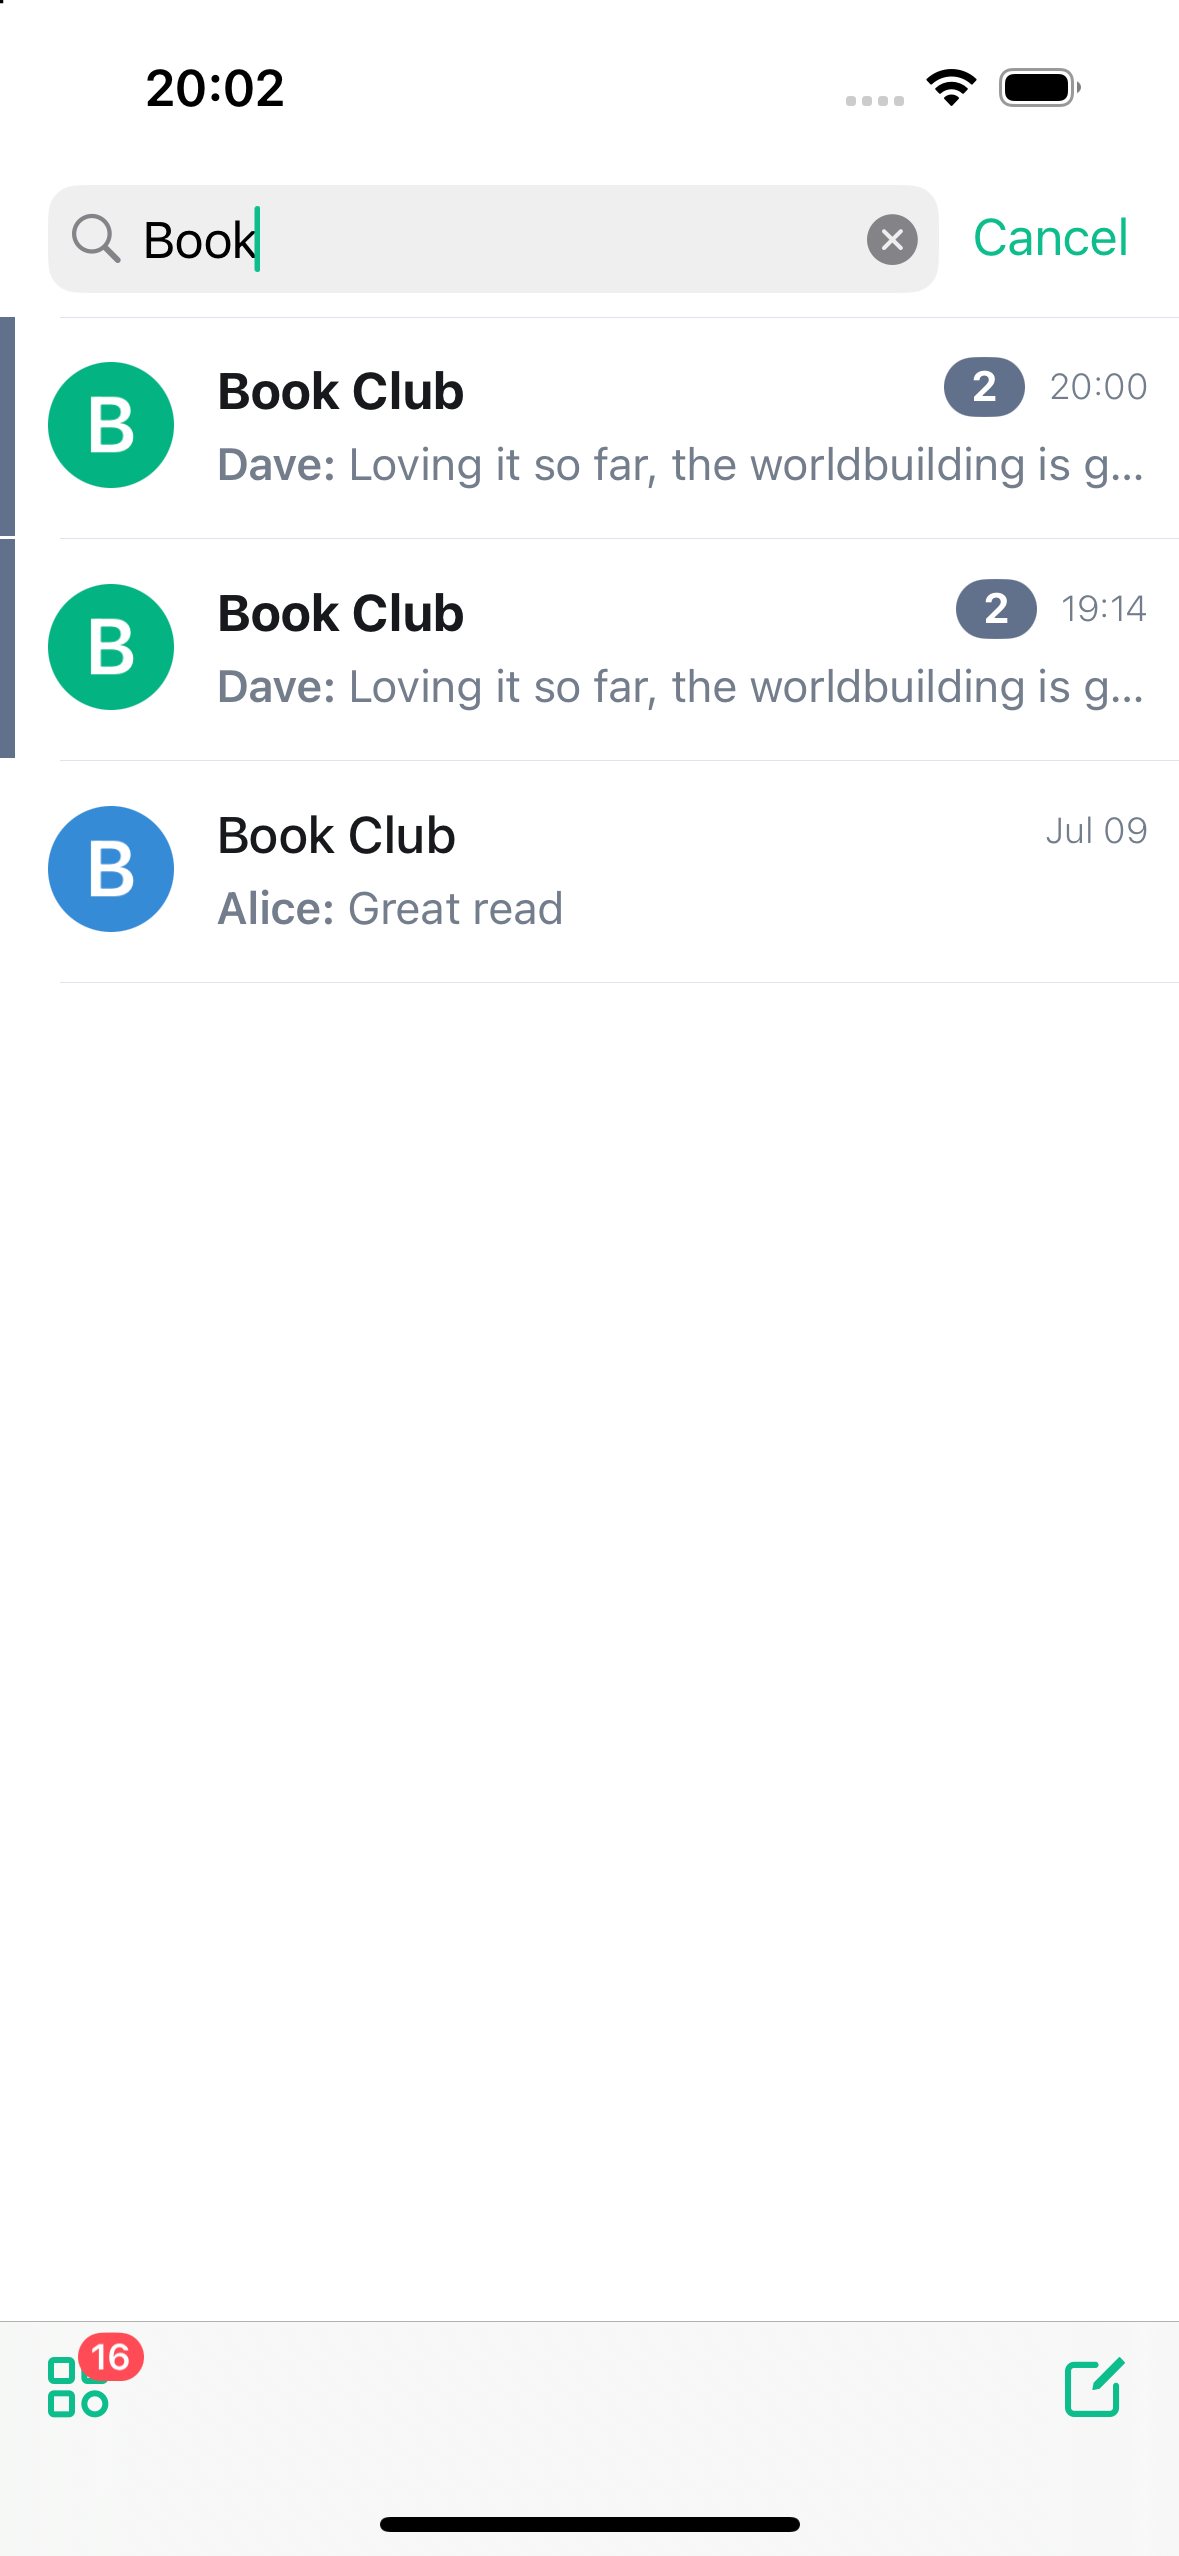 20:02
Book
Cancel
B
Book Club
2
20:00
Dave: Loving it so far, the worldbuilding is g...
B
Book Club
2
19:14
Dave: Loving it so far, the worldbuilding is g...
B
Book Club
Jul 09
Alice: Great read
16